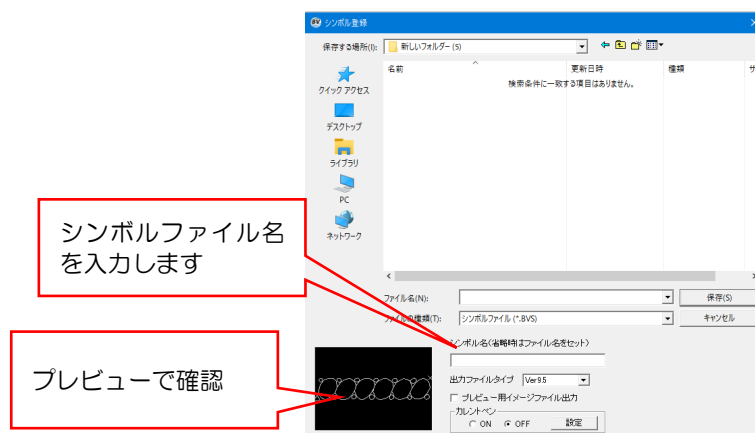 シンボル登録
保存する場所(I):
新しいフォルダー (5)
名前
更新日時
種類
サ
検索条件に一致する項目はありません。
クイック アクセス
デスクトップ
ライブラリ
PC
ネットワーク
シンボルファイル名
を入力します
ファイル名(N):
保存(S)
ファイルの種類(T):
シンボルファイル (*.BVS)
キャンセル
シンボル名(省略時はファイル名をセット)
プレビューで確認
出力ファイルタイプ
Ver9.5
プレビュー用イメージファイル出力
カレントペン
ON
OFF
設定